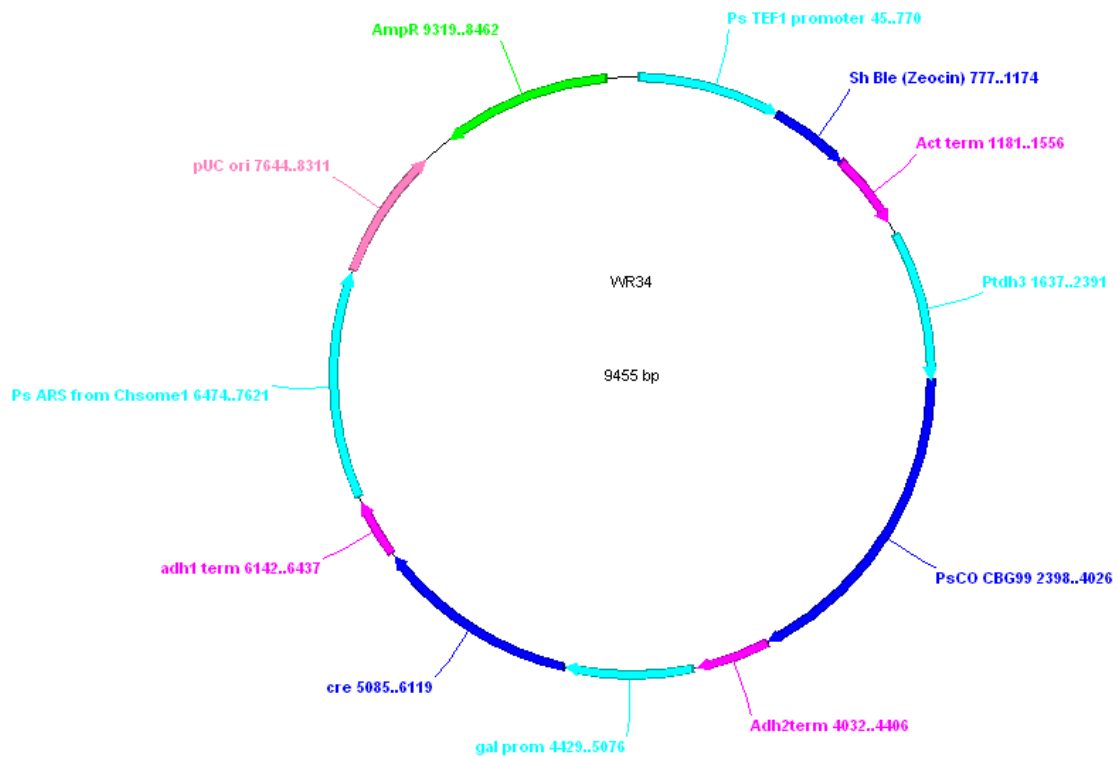 Ps TEF1 promoter 45..770
AmpR 9319..8462
Sh Ble (Zeocin) 777..1174
Act term 1181..1556
pUC ori 7644..8311
WR34
Ptdh3 1637..2391
9455 bp
Ps ARS from Chsome1 6474..7621
adh1 term 6142..6437
PsCO CBG99 2398..4026
cre 5085..6119
Adh2term 4032..4406
gal prom 4429..5076